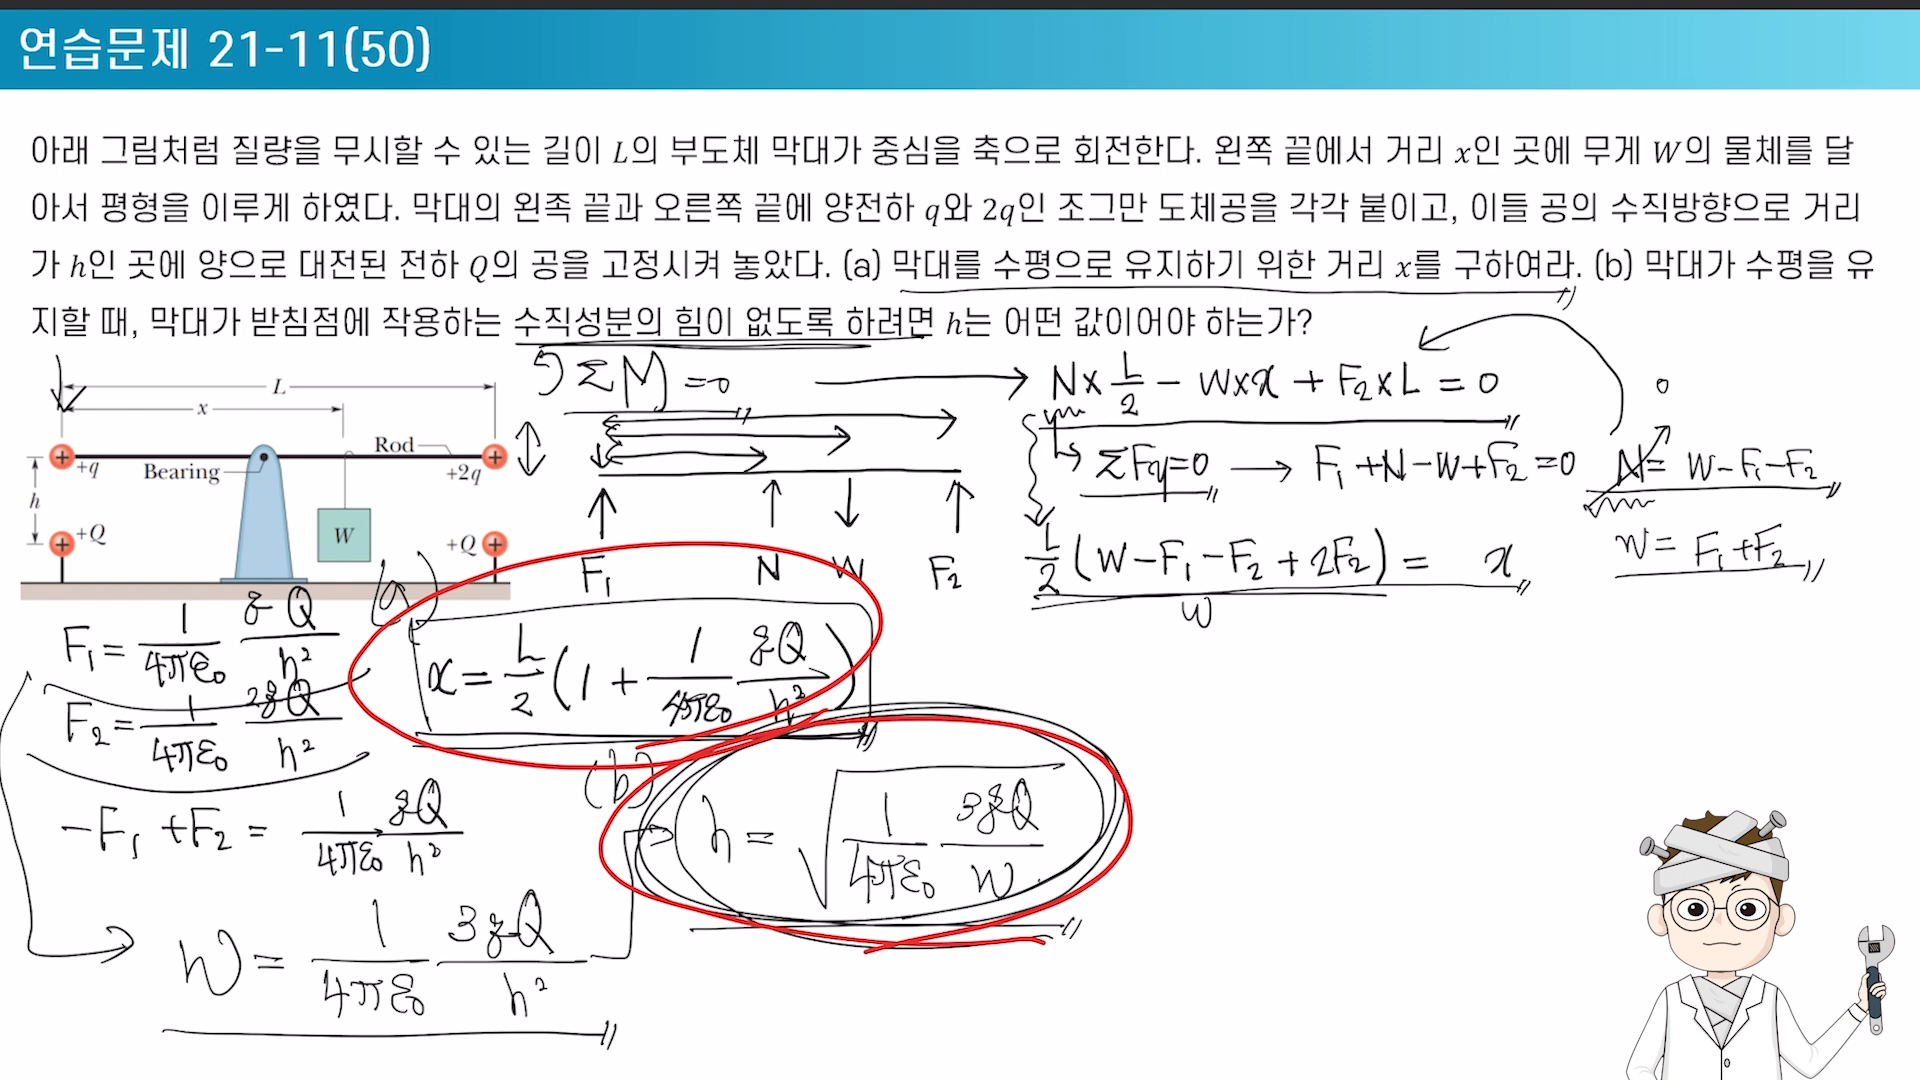 연습문제 21-11(50)
아래 그림처럼 질량을 무시할 수 있는 길이 L의 부도체 막대가 중심을 축으로 회전한다. 왼쪽 끝에서 거리 x인 곳에 무게 W의 물체를 달
아서 평형을 이루게 하였다. 막대의 왼족 끝과 오른쪽 끝에 양전하 q와 2q인 조그만 도체공을 각각 붙이고, 이들 공의 수직방향으로 거리
가 h인 곳에 양으로 대전된 전하 Q의 공을 고정시켜 놓았다. (a) 막대를 수평으로 유지하기 위한 거리 x를 구하여라. (b) 막대가 수평을 유
지할 때, 막대가 받침점에 작용하는 수직성분의 힘이 없도록 하려면 h는 어떤 값이어야 하는가?
L
x
Rod
+q
Bearing
+2q
h
+Q
W
+Q
ΣM = 0
N× L/2 − W×x + F₂×L = 0
0
ΣFy=0 → F₁+N−W+F₂=0
N = W−F₁−F₂
W = F₁+F₂
L/2 (W−F₁−F₂+2F₂) = x
W
F₁ N W F₂
F₁ = 1/4πε₀ qQ/h²
F₂ = 1/4πε₀ 2qQ/h²
−F₁ + F₂ = 1/4πε₀ qQ/h²
W = 1/4πε₀ 3qQ/h²
(a)
x = L/2 (1 + 1/4πε₀ qQ/h²)
(b)
h = √(1/4πε₀ 3qQ/W)